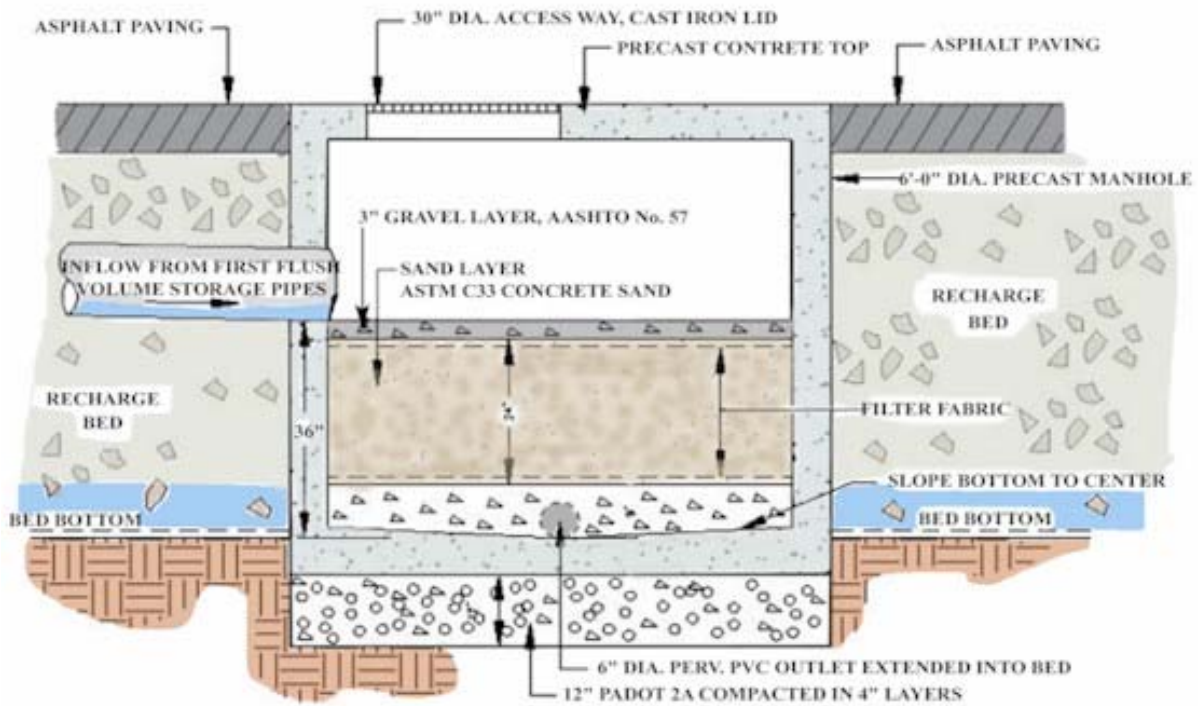 30" DIA. ACCESS WAY, CAST IRON LID
ASPHALT PAVING
PRECAST CONTRETE TOP
ASPHALT PAVING
6'-0" DIA. PRECAST MANHOLE
3" GRAVEL LAYER, AASHTO No. 57
INFLOW FROM FIRST FLUSH
VOLUME STORAGE PIPES
SAND LAYER
ASTM C33 CONCRETE SAND
RECHARGE
BED
RECHARGE
BED
36"
2'
FILTER FABRIC
SLOPE BOTTOM TO CENTER
BED BOTTOM
BED BOTTOM
6" DIA. PERV. PVC OUTLET EXTENDED INTO BED
12" PADOT 2A COMPACTED IN 4" LAYERS